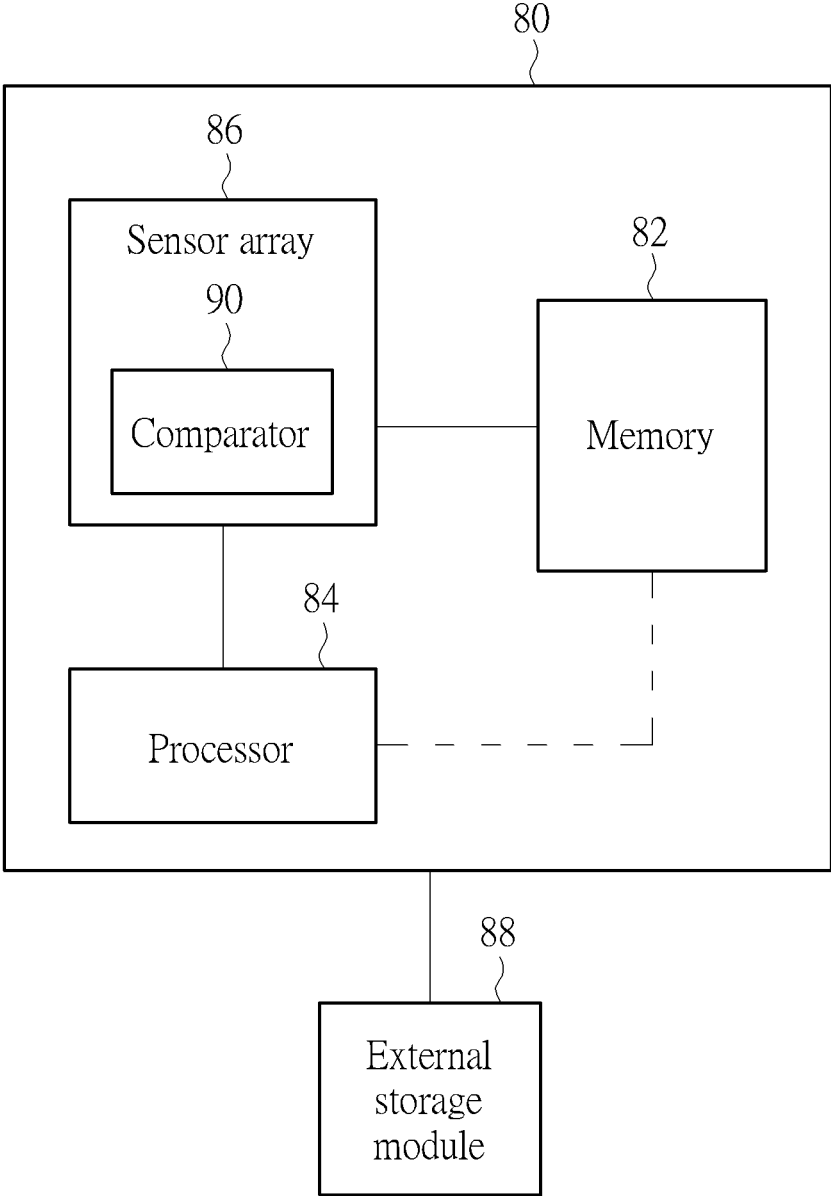 80
86
Sensor array
82
90
Comparator
Memory
84
Processor
88
External
storage
module